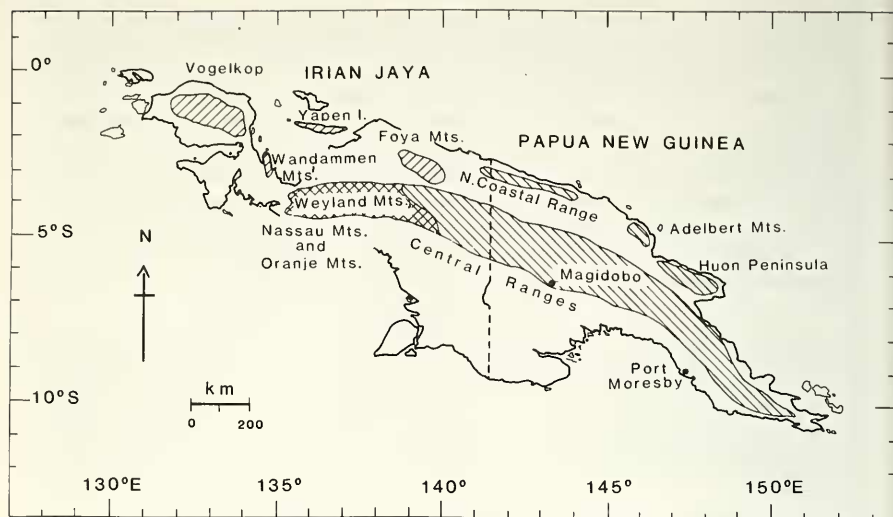 0°
5°S
10°S
Vogelkop
IRIAN JAYA
Yapen I.
Foya Mts.
PAPUA NEW GUINEA
Wandammen
Mts.
N. Coastal Range
Weyland Mts.
Adelbert Mts.
Nassau Mts.
and
Oranje Mts.
Huon Peninsula
Central Ranges
Magidobo
N
Port
Moresby
km
0 200
130°E
135°E
140°E
145°E
150°E